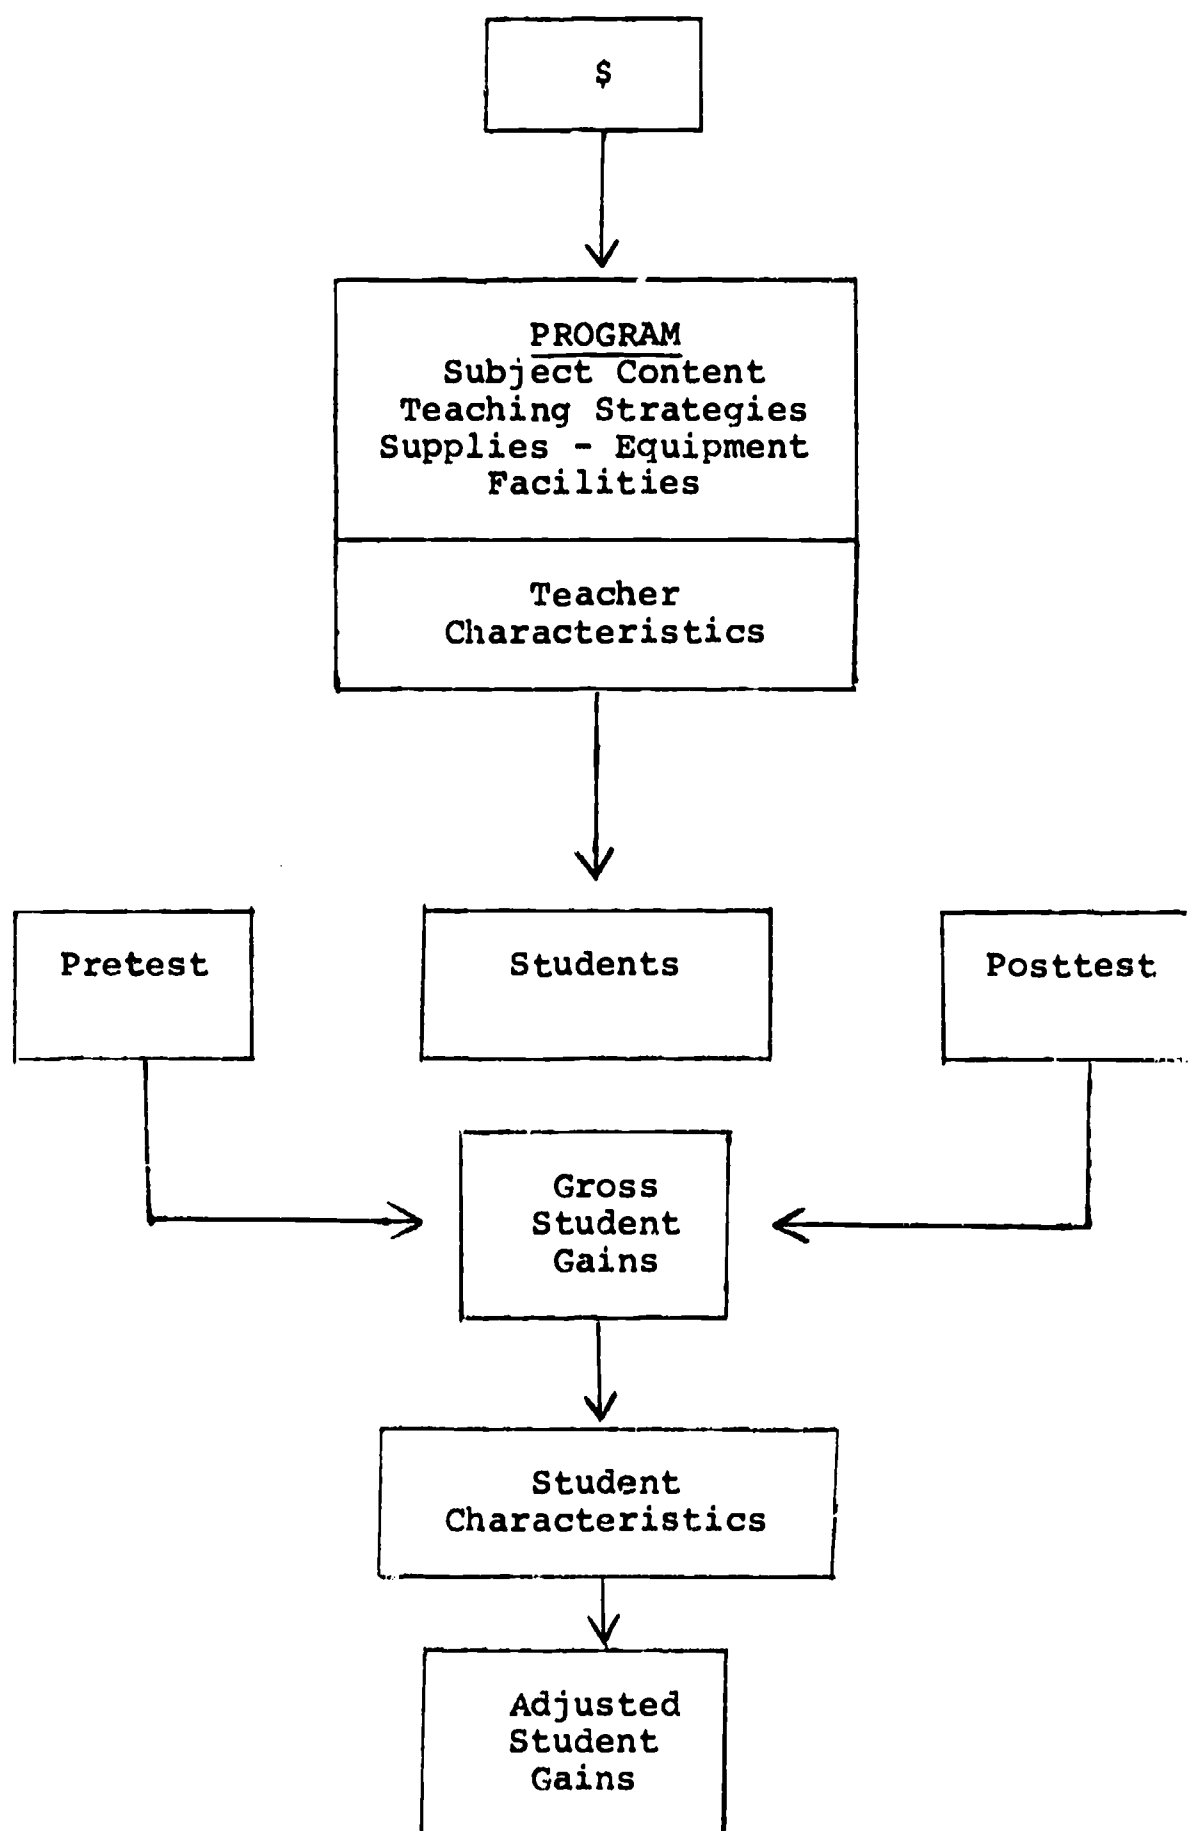 $
PROGRAM
Subject Content
Teaching Strategies
Supplies - Equipment
Facilities
Teacher
Characteristics
Pretest
Students
Posttest
Gross
Student
Gains
Student
Characteristics
Adjusted
Student
Gains